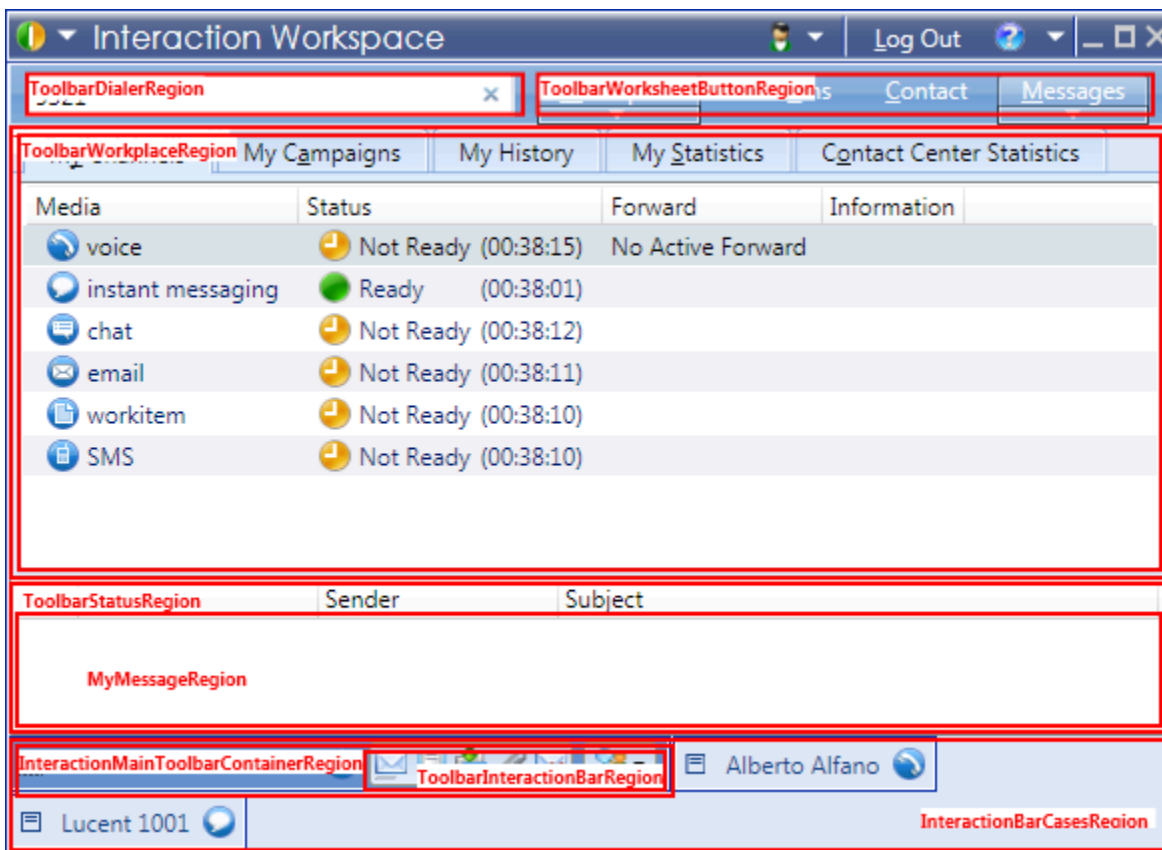 Interaction Workspace Log Out
ToolbarDialerRegion ToolbarWorksheetButtonRegion Contact Messages
ToolbarWorkplaceRegion My Campaigns My History My Statistics Contact Center Statistics
Media Status Forward Information
voice Not Ready (00:38:15) No Active Forward
instant messaging Ready (00:38:01)
chat Not Ready (00:38:12)
email Not Ready (00:38:11)
workitem Not Ready (00:38:10)
SMS Not Ready (00:38:10)
ToolbarStatusRegion Sender Subject
MyMessageRegion
InteractionMainToolbarContainerRegion ToolbarInteractionBarRegion Alberto Alfano
Lucent 1001 InteractionBarCasesRegion